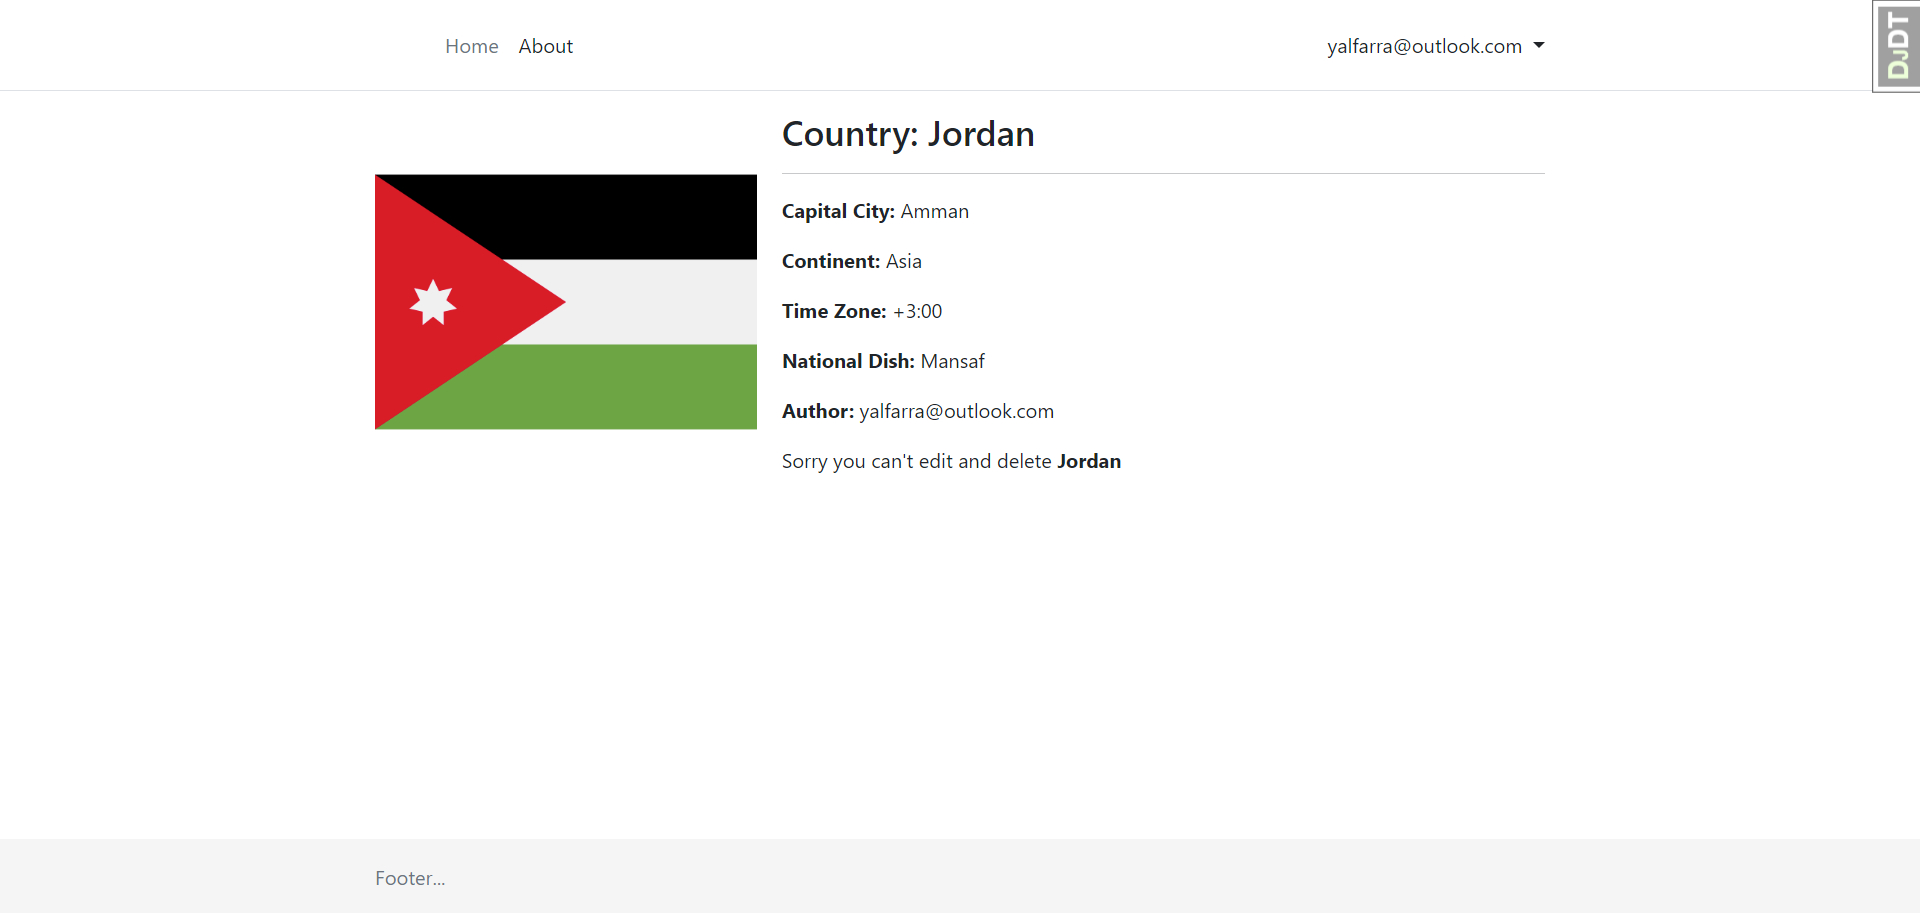 Home About yalfarra@outlook.com
DJDT
Country: Jordan
Capital City: Amman
Continent: Asia
Time Zone: +3:00
National Dish: Mansaf
Author: yalfarra@outlook.com
Sorry you can't edit and delete Jordan
Footer...